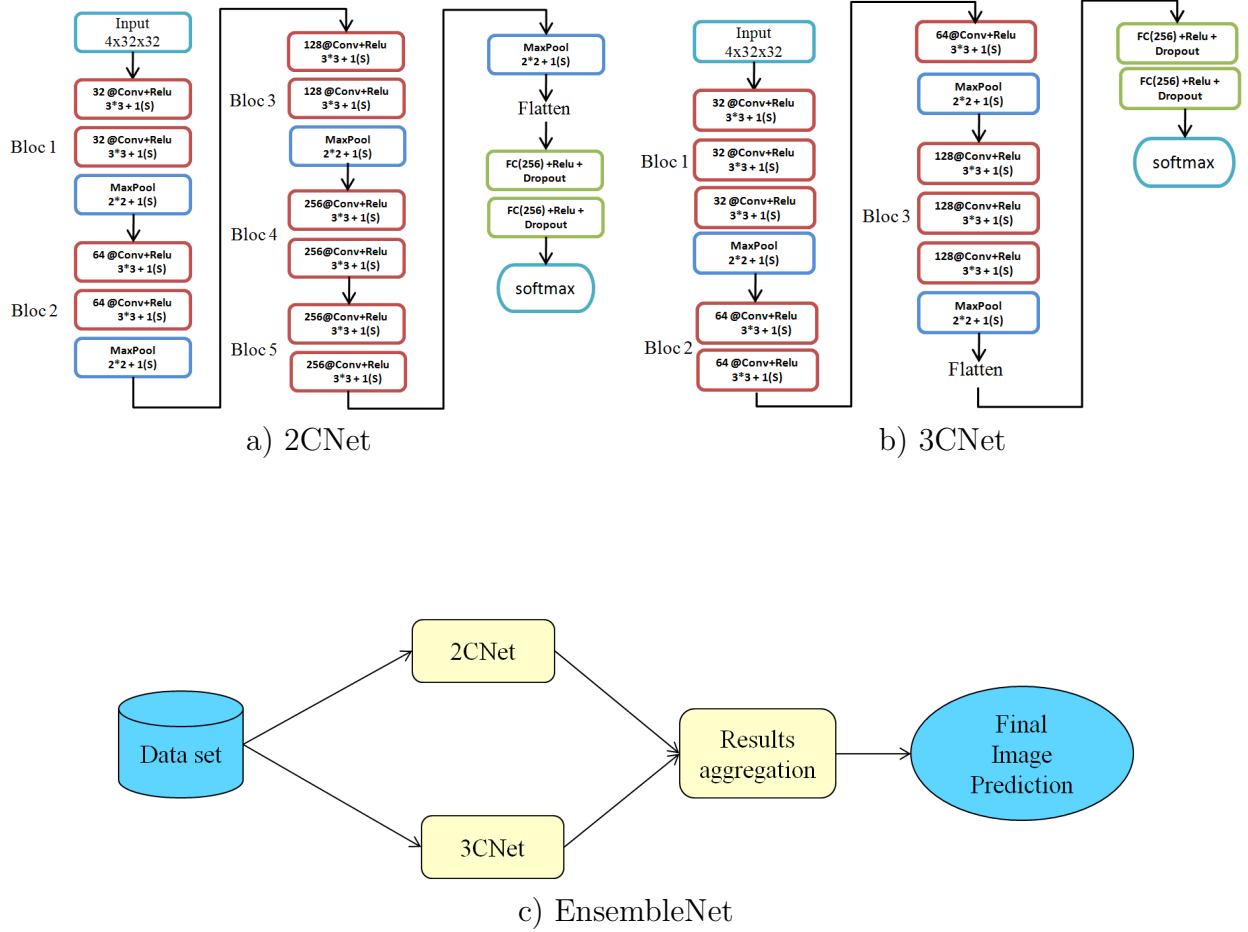 Input
4x32x32
32 @Conv+Relu
3*3 + 1(S)
Bloc 1
32 @Conv+Relu
3*3 + 1(S)
MaxPool
2*2 + 1(S)
64 @Conv+Relu
3*3 + 1(S)
Bloc 2
64 @Conv+Relu
3*3 + 1(S)
MaxPool
2*2 + 1(S)
128@Conv+Relu
3*3 + 1(S)
Bloc 3
128 @Conv+Relu
3*3 + 1(S)
MaxPool
2*2 + 1(S)
256@Conv+Relu
3*3 + 1(S)
Bloc 4
256@Conv+Relu
3*3 + 1(S)
256@Conv+Relu
3*3 + 1(S)
Bloc 5
256@Conv+Relu
3*3 + 1(S)
MaxPool
2*2 + 1(S)
Flatten
FC(256) +Relu +
Dropout
FC(256) +Relu +
Dropout
softmax
a) 2CNet
Input
4x32x32
32 @Conv+Relu
3*3 + 1(S)
Bloc 1
32 @Conv+Relu
3*3 + 1(S)
32 @Conv+Relu
3*3 + 1(S)
MaxPool
2*2 + 1(S)
64 @Conv+Relu
3*3 + 1(S)
Bloc 2
64 @Conv+Relu
3*3 + 1(S)
64@Conv+Relu
3*3 + 1(S)
MaxPool
2*2 + 1(S)
128@Conv+Relu
3*3 + 1(S)
Bloc 3
128@Conv+Relu
3*3 + 1(S)
128@Conv+Relu
3*3 + 1(S)
MaxPool
2*2 + 1(S)
Flatten
FC(256) +Relu +
Dropout
FC(256) +Relu +
Dropout
softmax
b) 3CNet
Data set
2CNet
3CNet
Results
aggregation
Final
Image
Prediction
c) EnsembleNet